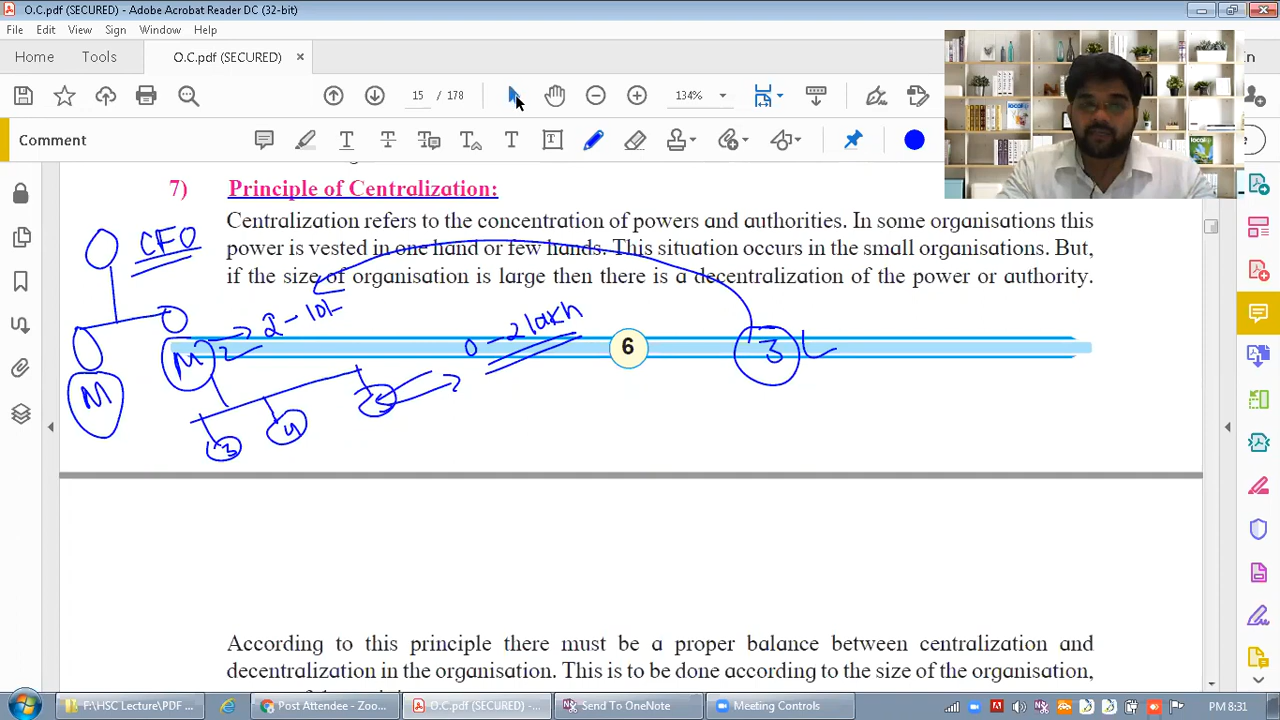 O.C.pdf (SECURED) - Adobe Acrobat Reader DC (32-bit)
File Edit View Sign Window Help
Home Tools O.C.pdf (SECURED) ×
15 / 178 134%
Comment
7) Principle of Centralization:
Centralization refers to the concentration of powers and authorities. In some organisations this
power is vested in one hand or few hands. This situation occurs in the small organisations. But,
if the size of organisation is large then there is a decentralization of the power or authority.
CFO
2-10L
0-2 lakh
6
3 L
M 2
M
3 4
According to this principle there must be a proper balance between centralization and
decentralization in the organisation. This is to be done according to the size of the organisation,
F:\HSC Lecture\PDF ... Post Attendee - Zoo... O.C.pdf (SECURED) -... Send To OneNote Meeting Controls PM 8:31